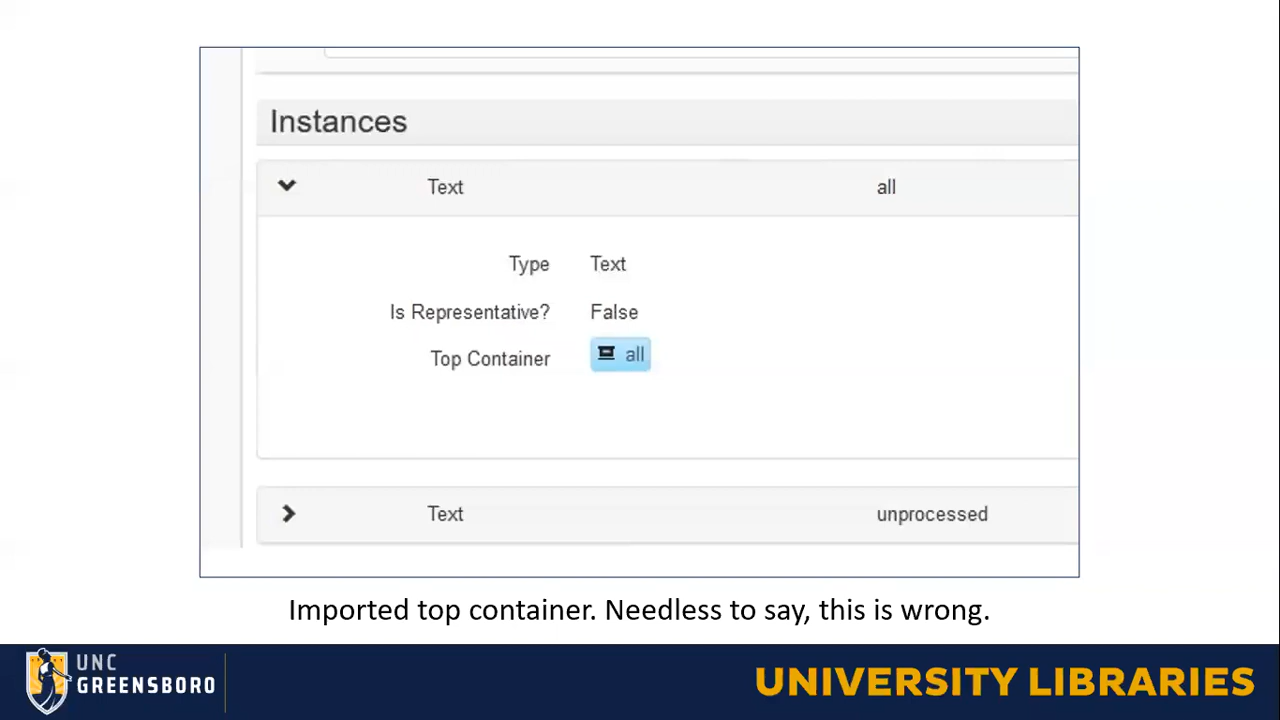 Instances
Text all
Type Text
Is Representative? False
Top Container all
Text unprocessed
Imported top container. Needless to say, this is wrong.
UNC
GREENSBORO
UNIVERSITY LIBRARIES